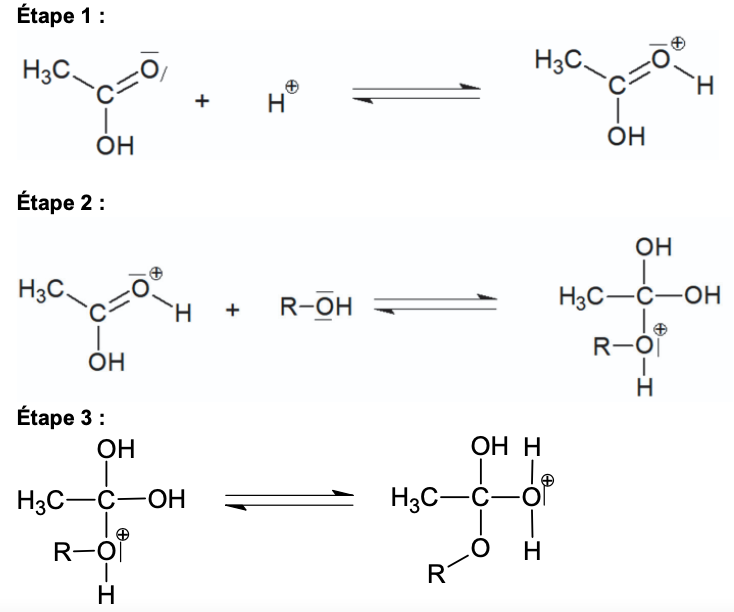 Étape 1 :
H₃C C O + H⊕ H₃C C O⊕ H
OH OH
Étape 2 :
OH
H₃C C O⊕ H + R–OH H₃C–C–OH
OH R–O⊕
H
Étape 3 :
OH OH H
H₃C–C–OH H₃C–C–O⊕
R–O⊕ O H
H R